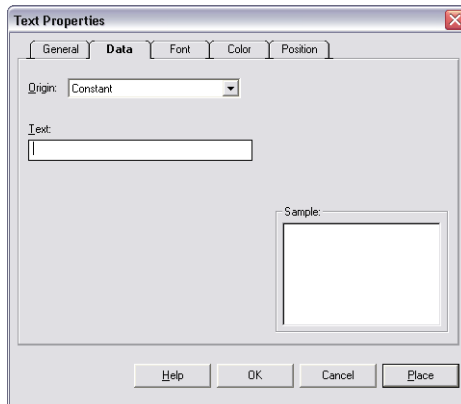 Text Properties
General Data Font Color Position
Origin: Constant
Text:
Sample:
Help OK Cancel Place